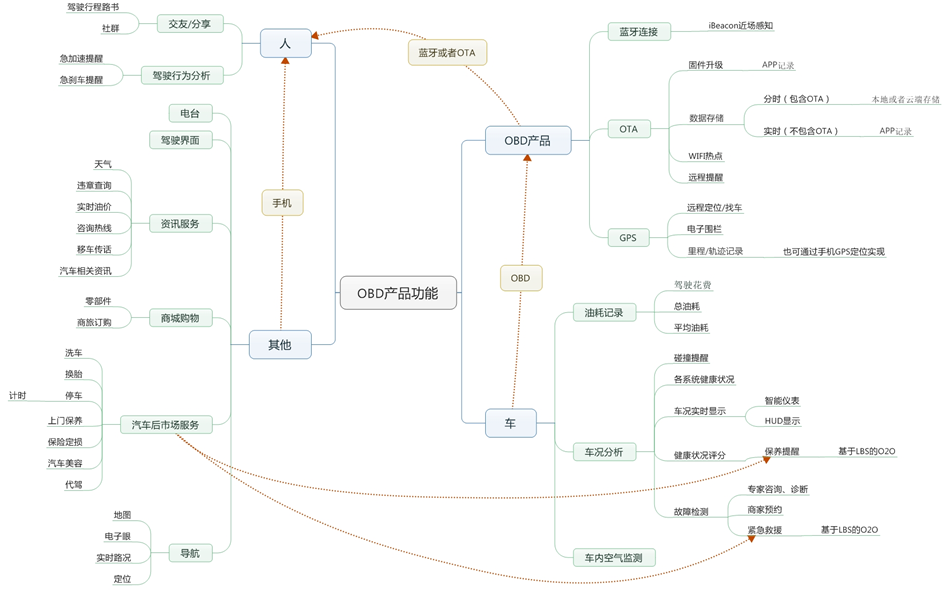 OBD产品功能
人
交友/分享
驾驶行程路书
社群
驾驶行为分析
急加速提醒
急刹车提醒
手机
蓝牙或者OTA
其他
电台
驾驶界面
资讯服务
天气
违章查询
实时油价
咨询热线
移车传话
汽车相关资讯
商城购物
零部件
商旅订购
汽车后市场服务
洗车
换胎
停车
计时
上门保养
保险定损
汽车美容
代驾
导航
地图
电子眼
实时路况
定位
OBD产品
蓝牙连接
iBeacon近场感知
OTA
固件升级
APP记录
数据存储
分时（包含OTA）
本地或者云端存储
实时（不包含OTA）
APP记录
WIFI热点
远程提醒
GPS
远程定位/找车
电子围栏
里程/轨迹记录
也可通过手机GPS定位实现
OBD
车
油耗记录
驾驶花费
总油耗
平均油耗
车况分析
碰撞提醒
各系统健康状况
车况实时显示
智能仪表
HUD显示
健康状况评分
保养提醒
基于LBS的O2O
故障检测
专家咨询、诊断
商家预约
紧急救援
基于LBS的O2O
车内空气监测